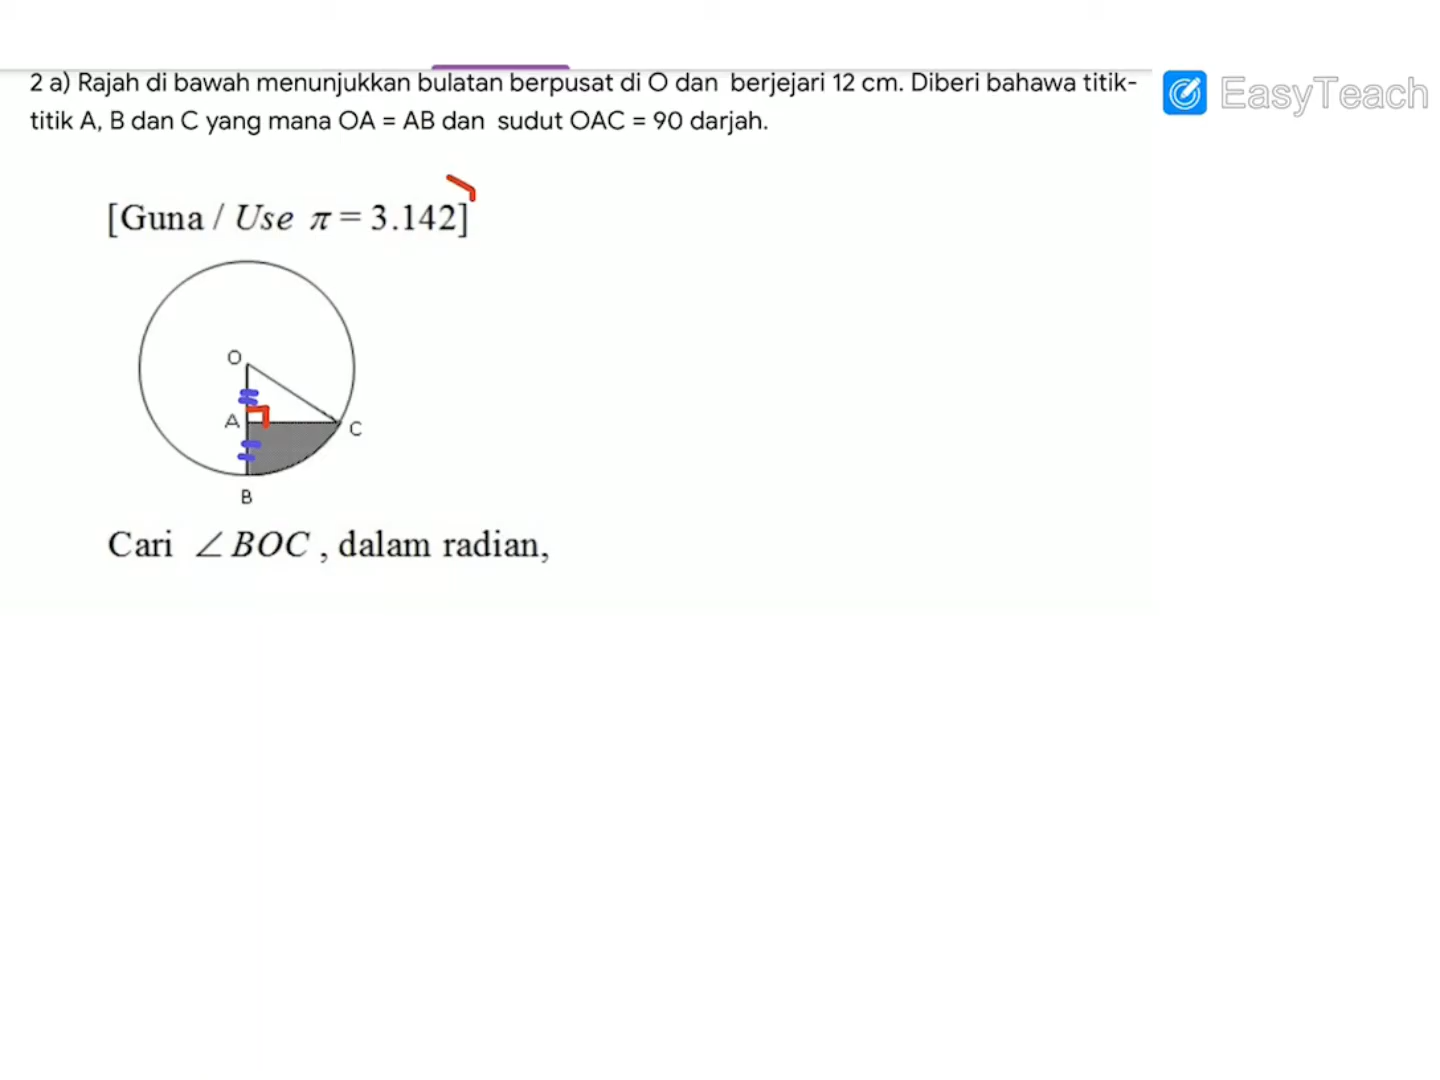 2 a) Rajah di bawah menunjukkan bulatan berpusat di O dan berjejari 12 cm. Diberi bahawa titik-
titik A, B dan C yang mana OA = AB dan sudut OAC = 90 darjah.
EasyTeach
[Guna / Use π = 3.142]
O
A
C
B
Cari ∠BOC, dalam radian,